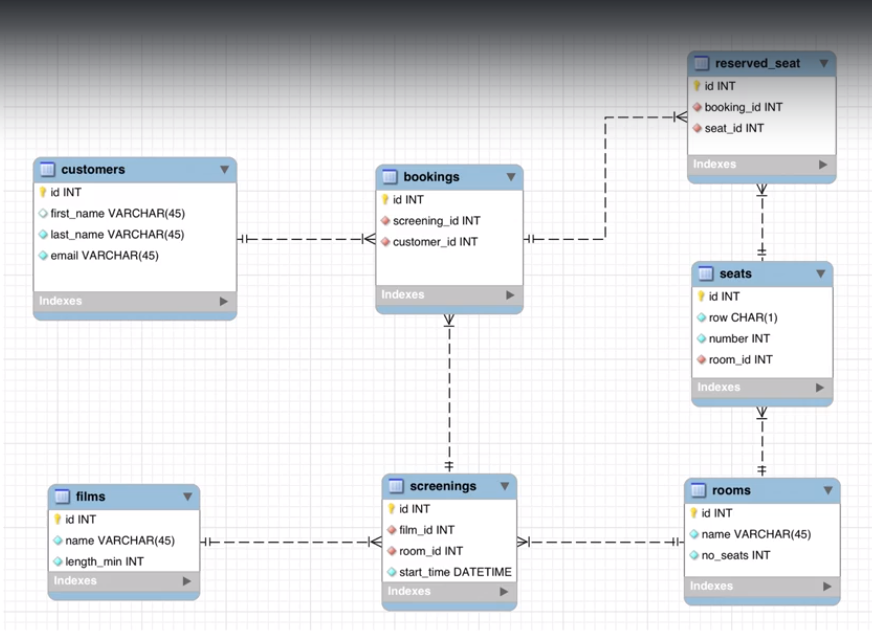 reserved_seat
id INT
booking_id INT
seat_id INT
Indexes
customers
id INT
first_name VARCHAR(45)
last_name VARCHAR(45)
email VARCHAR(45)
Indexes
bookings
id INT
screening_id INT
customer_id INT
Indexes
seats
id INT
row CHAR(1)
number INT
room_id INT
Indexes
films
id INT
name VARCHAR(45)
length_min INT
Indexes
screenings
id INT
film_id INT
room_id INT
start_time DATETIME
Indexes
rooms
id INT
name VARCHAR(45)
no_seats INT
Indexes